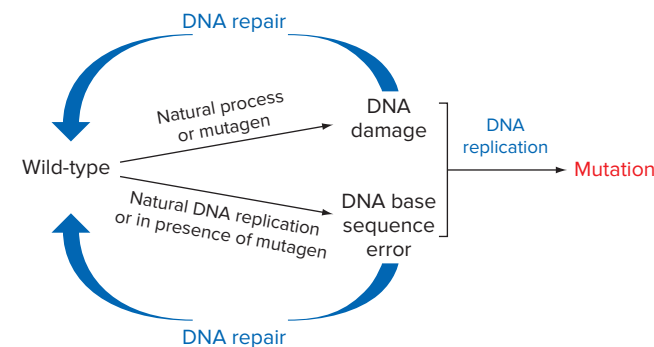 DNA repair
Natural process
or mutagen
DNA
damage
DNA
replication
Wild-type
Mutation
Natural DNA replication
or in presence of mutagen
DNA base
sequence
error
DNA repair